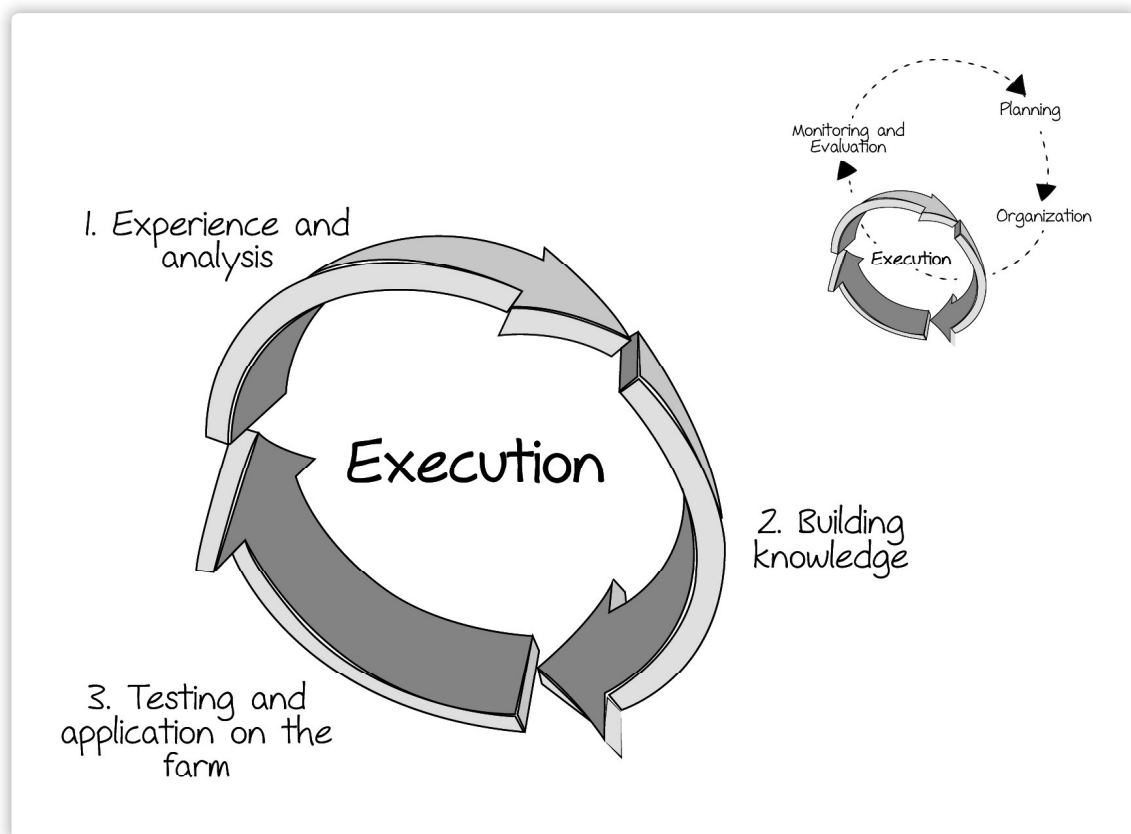 Planning
Monitoring and
Evaluation
Organization
Execution
1. Experience and
analysis
Execution
2. Building
knowledge
3. Testing and
application on the
farm